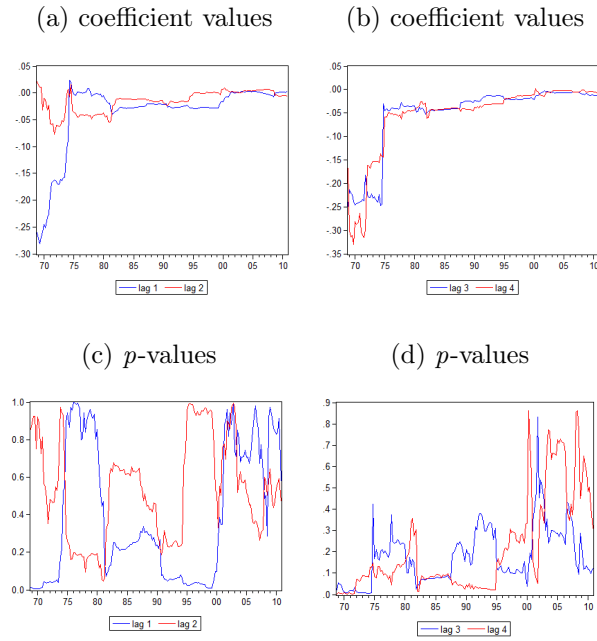 (a) coefficient values
(b) coefficient values
.05
.00
-.05
-.10
-.15
-.20
-.25
-.30
70 75 80 85 90 95 00 05 10
lag 1 lag 2
.05
.00
.05
.10
.15
.20
.25
.30
.35
70 75 80 85 90 95 00 05 10
lag 3 lag 4
(c) p-values
(d) p-values
1.0
0.8
0.6
0.4
0.2
0.0
70 75 80 85 90 95 00 05 10
lag 1 lag 2
.9
.8
.7
.6
.5
.4
.3
.2
.1
.0
70 75 80 85 90 95 00 05 10
lag 3 lag 4